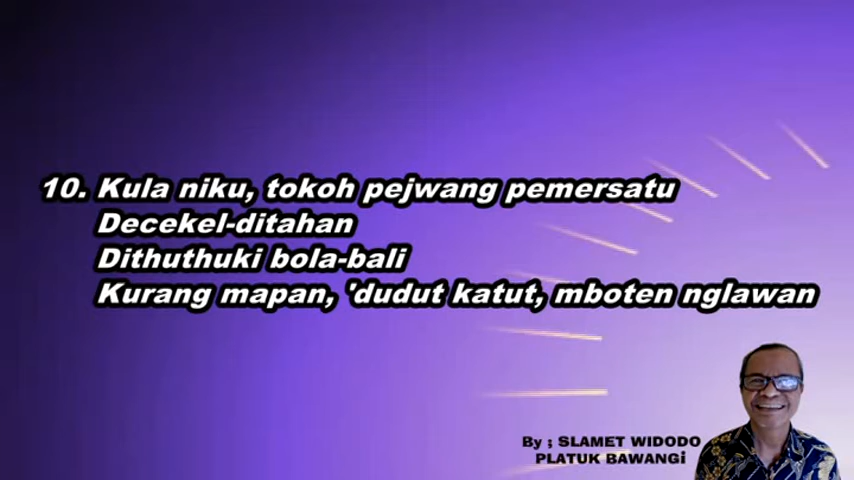 10. Kula niku, tokoh pejwang pemersatu
Decekel-ditahan
Dithuthuki bola-bali
Kurang mapan, 'dudut katut, mboten nglawan
By ; SLAMET WIDODO
PLATUK BAWANGi